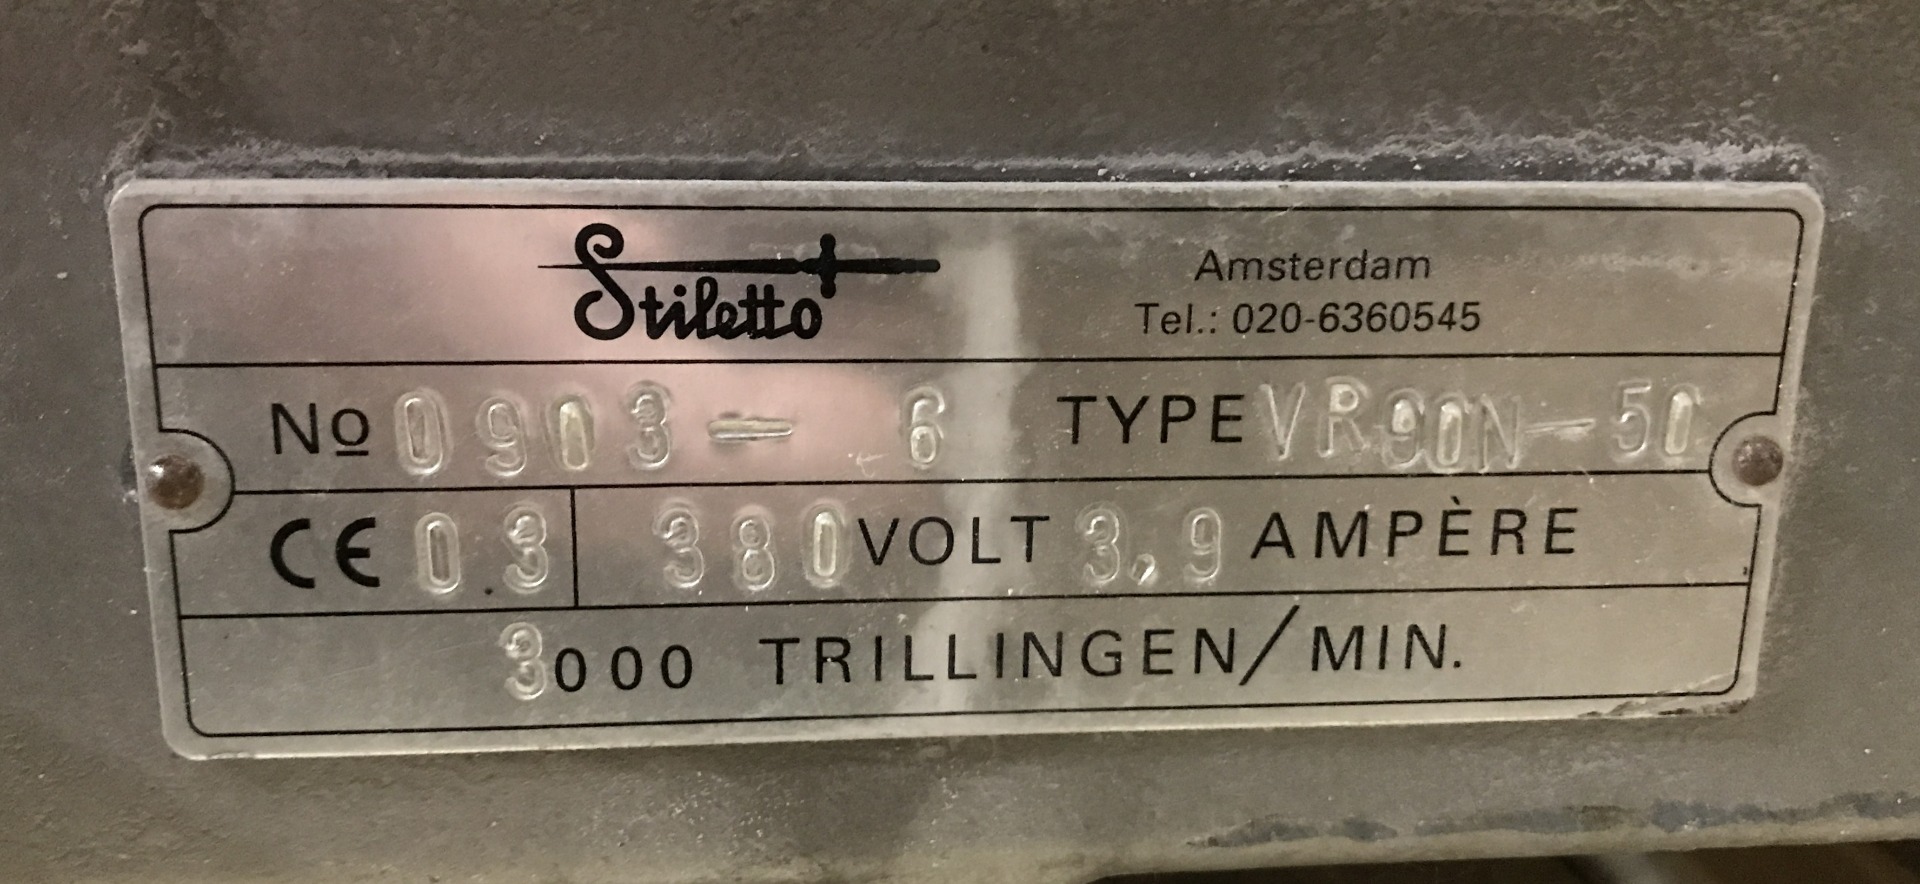 Stiletto
Amsterdam
Tel.: 020-6360545
No 0903- 6 TYPE VR90N-50
CE 03 380 VOLT 3,9 AMPÈRE
3000 TRILLINGEN/MIN.